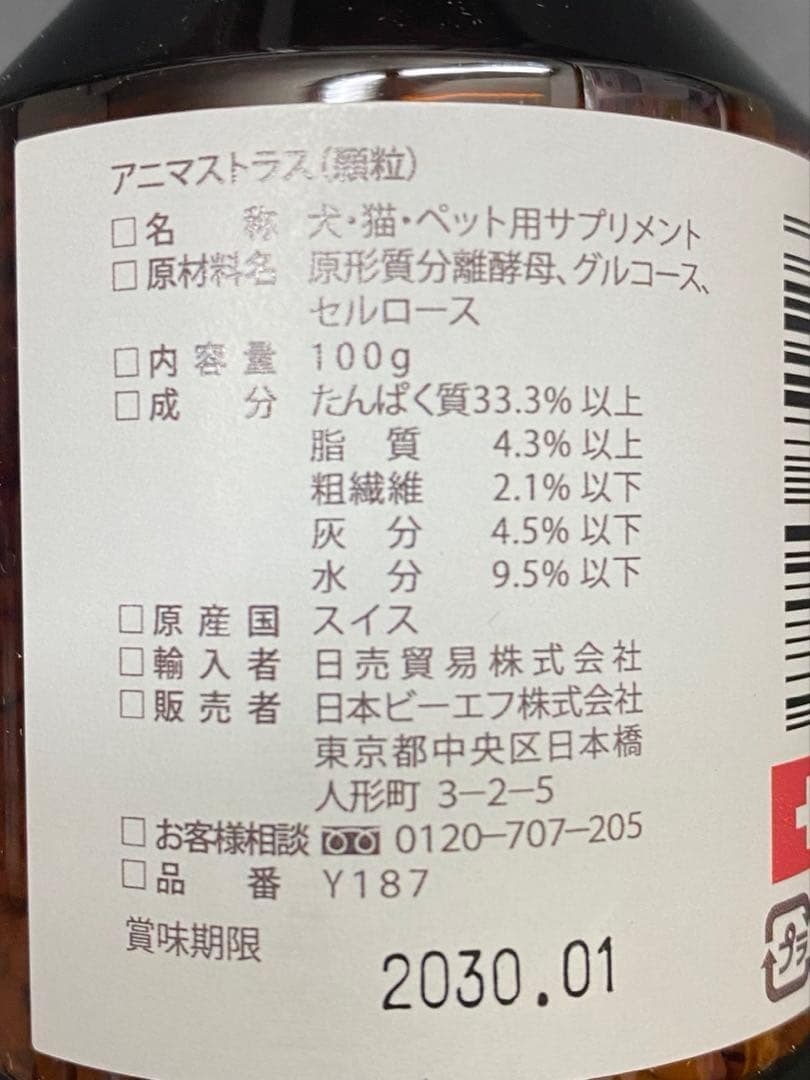 アニマストラス(顆粒)
□名 称 犬・猫・ペット用サプリメント
□原材料名 原形質分離酵母、グルコース、
セルロース
□内容量 100g
□成 分 たんぱく質33.3%以上
脂 質 4.3%以上
粗繊維 2.1%以下
灰 分 4.5%以下
水 分 9.5%以下
□原産国 スイス
□輸入者 日売貿易株式会社
□販売者 日本ビーエフ株式会社
東京都中央区日本橋
人形町 3-2-5
□お客様相談 0120-707-205
□品 番 Y187
賞味期限 2030.01
プラ